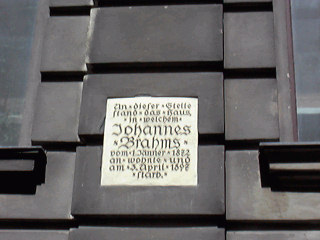 An dieser Stelle
stand das Haus,
in welchem
Johannes
Brahms
vom 1. Jänner 1872
an wohnte und
am 3. April 1897
starb.